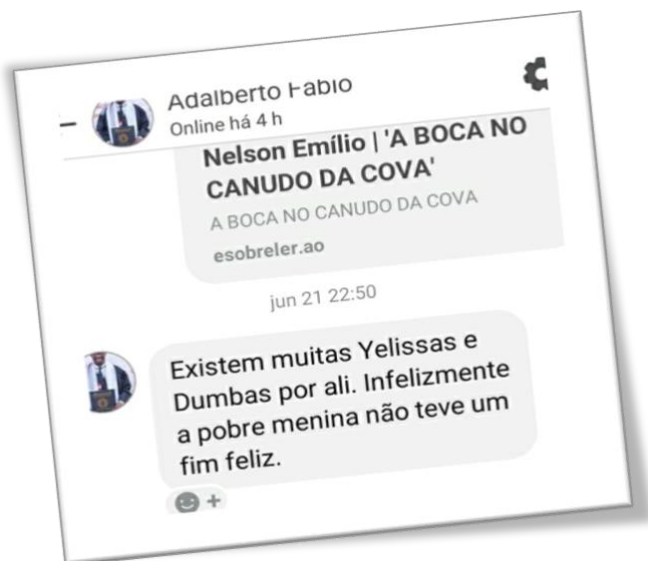 Adalberto Fábio
Online há 4 h
Nelson Emílio | 'A BOCA NO
CANUDO DA COVA'
A BOCA NO CANUDO DA COVA
esobreler.ao
jun 21 22:50
Existem muitas Yelissas e
Dumbas por ali. Infelizmente
a pobre menina não teve um
fim feliz.